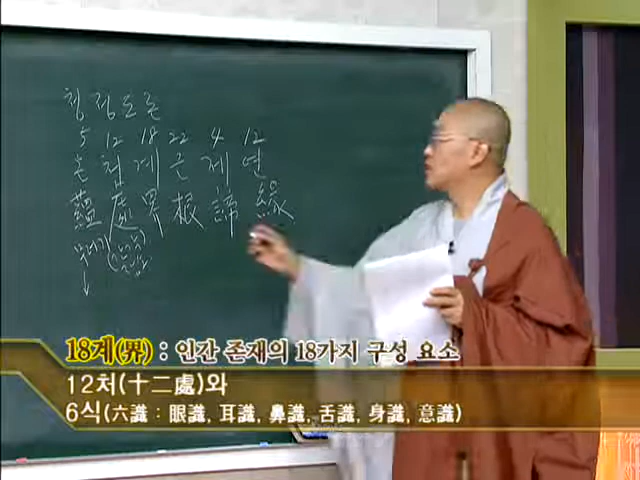 청정도론
5 12 18 22 4 12
온 처 계 근 제 연
蘊 處 界 根 諦 緣
18계(界) : 인간 존재의 18가지 구성 요소
12처(十二處)와
6식(六識 : 眼識, 耳識, 鼻識, 舌識, 身識, 意識)